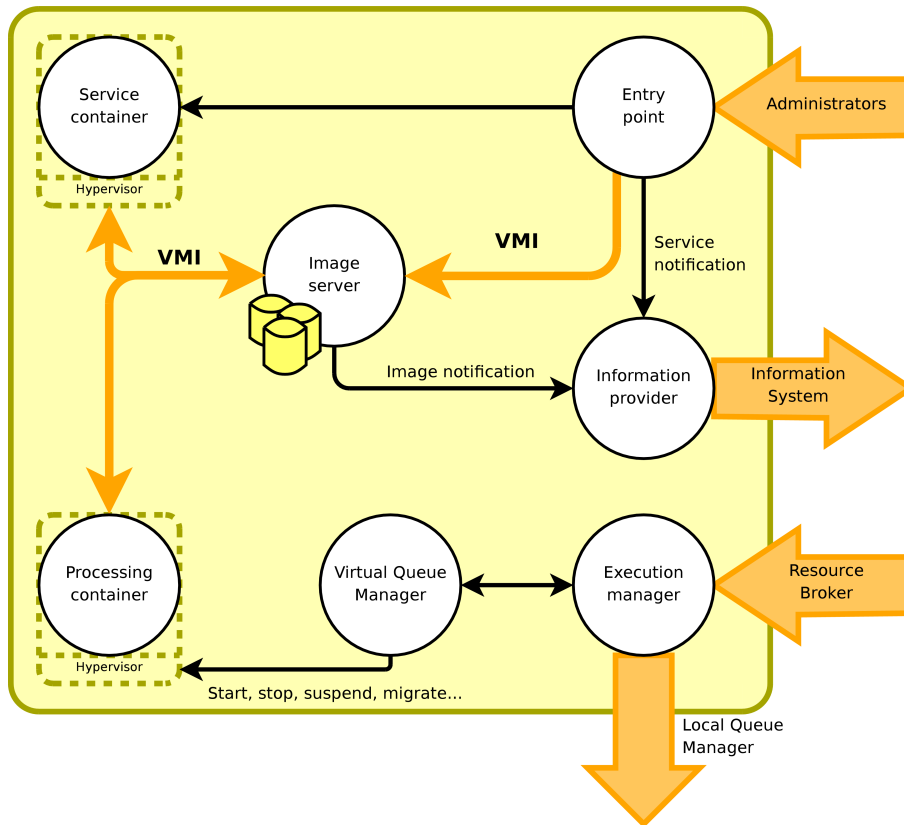 Service
container
Hypervisor
Entry
point
Administrators
VMI
VMI
Image
server
Service
notification
Image notification
Information
provider
Information
System
Processing
container
Hypervisor
Virtual Queue
Manager
Execution
manager
Resource
Broker
Start, stop, suspend, migrate...
Local Queue
Manager